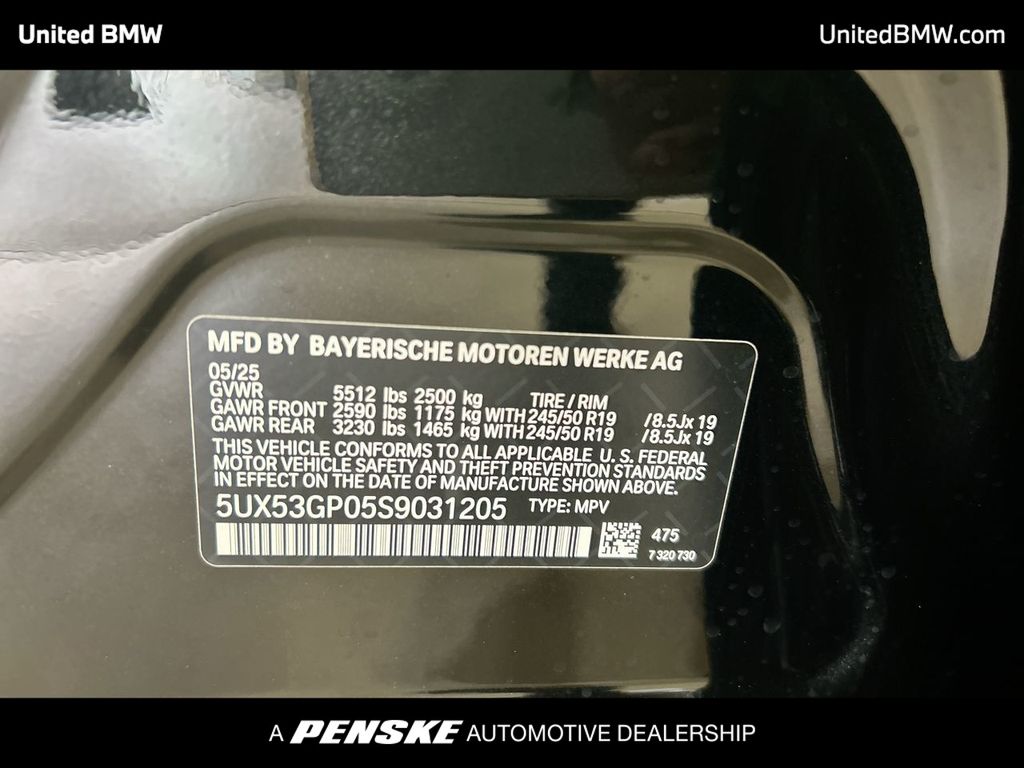 United BMW
UnitedBMW.com
MFD BY BAYERISCHE MOTOREN WERKE AG
05/25
GVWR 5512 lbs 2500 kg TIRE / RIM
GAWR FRONT 2590 lbs 1175 kg WITH 245/50 R19 /8.5Jx 19
GAWR REAR 3230 lbs 1465 kg WITH 245/50 R19 /8.5Jx 19
THIS VEHICLE CONFORMS TO ALL APPLICABLE U. S. FEDERAL
MOTOR VEHICLE SAFETY AND THEFT PREVENTION STANDARDS
IN EFFECT ON THE DATE OF MANUFACTURE SHOWN ABOVE.
5UX53GP05S9031205 TYPE: MPV
475
7 320 730
A PENSKE AUTOMOTIVE DEALERSHIP